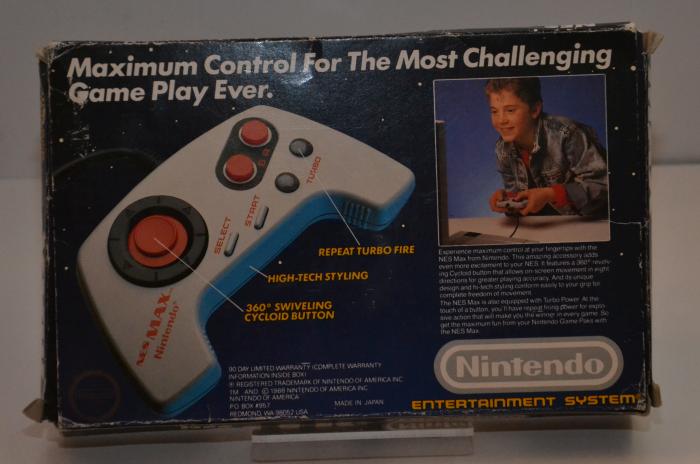 Maximum Control For The Most Challenging
Game Play Ever.
B A
TURBO
START
SELECT
REPEAT TURBO FIRE
HIGH-TECH STYLING
360° SWIVELING
CYCLOID BUTTON
NES MAX™
Nintendo®
Experience maximum control at your fingertips with the
NES Max from Nintendo. This amazing accessory adds
even more excitement to your NES. It features a 360° revolv-
ing Cycloid button that allows on-screen movement in eight
directions for greater playing accuracy. And its unique
design and hi-tech styling conform easily to your grip for
complete freedom of movement.
The NES Max is also equipped with Turbo Power. At the
touch of a button, you'll have repeat firing power for explo-
sive action that will make you the winner in every game. So
get the maximum fun from your Nintendo Game Paks with
the NES Max.
90 DAY LIMITED WARRANTY (COMPLETE WARRANTY
INFORMATION INSIDE BOX)
® REGISTERED TRADEMARK OF NINTENDO OF AMERICA INC.
TM AND © 1988 NINTENDO OF AMERICA INC.
NINTENDO OF AMERICA
PO BOX #957 MADE IN JAPAN
REDMOND, WA 98052 USA
Nintendo
ENTERTAINMENT SYSTEM